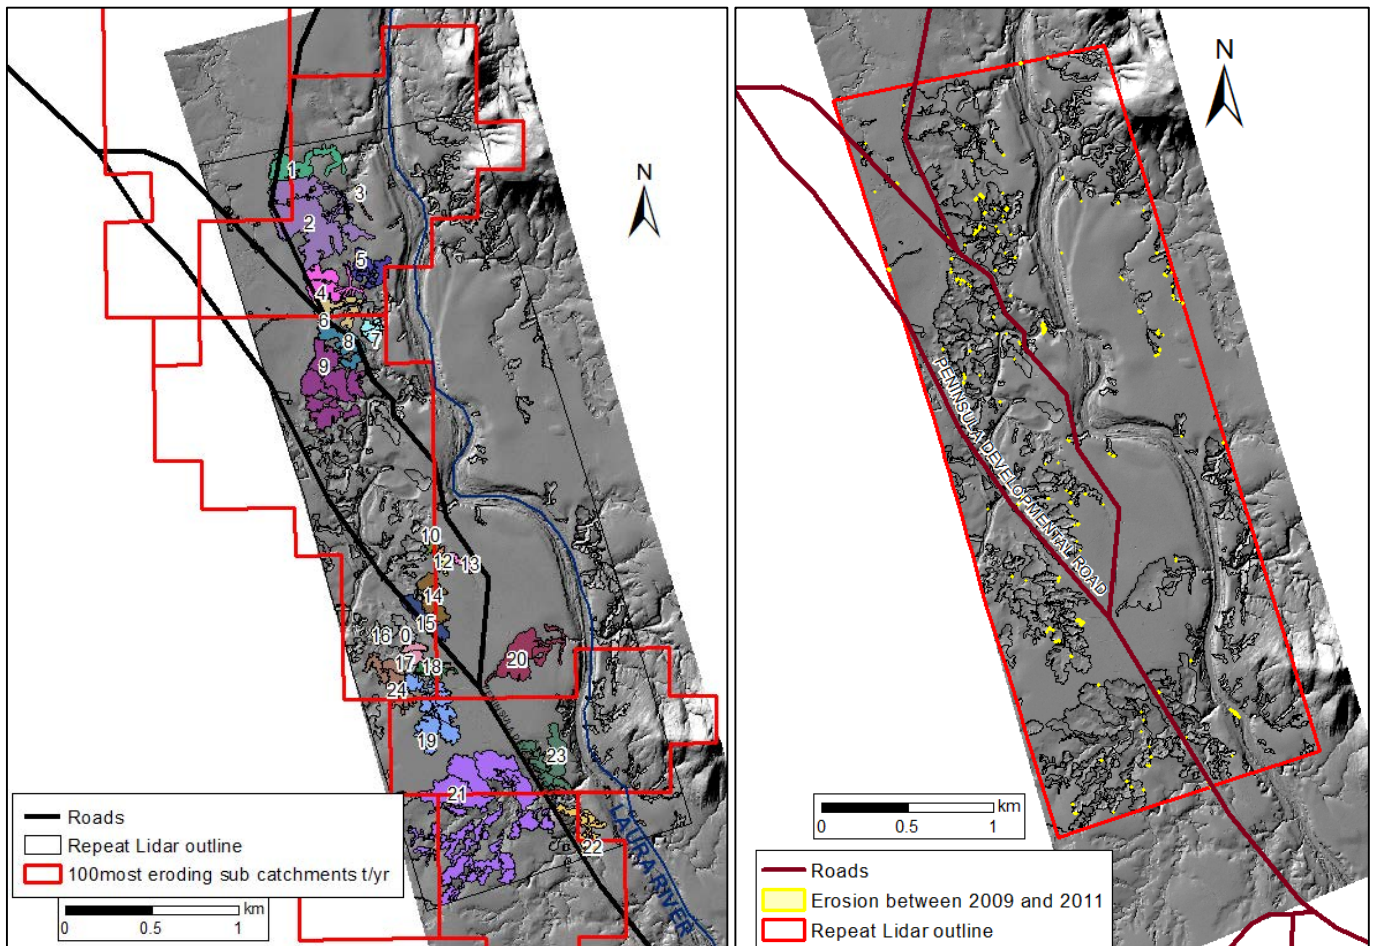 N
1
3
2
5
4
6
7
8
9
10
12
13
14
15
16
0
17
18
20
24
19
23
21
22
LAURA RIVER
Roads
Repeat Lidar outline
100most eroding sub catchments t/yr
km
0 0.5 1
N
PENINSULA DEVELOPMENTAL ROAD
km
0 0.5 1
Roads
Erosion between 2009 and 2011
Repeat Lidar outline